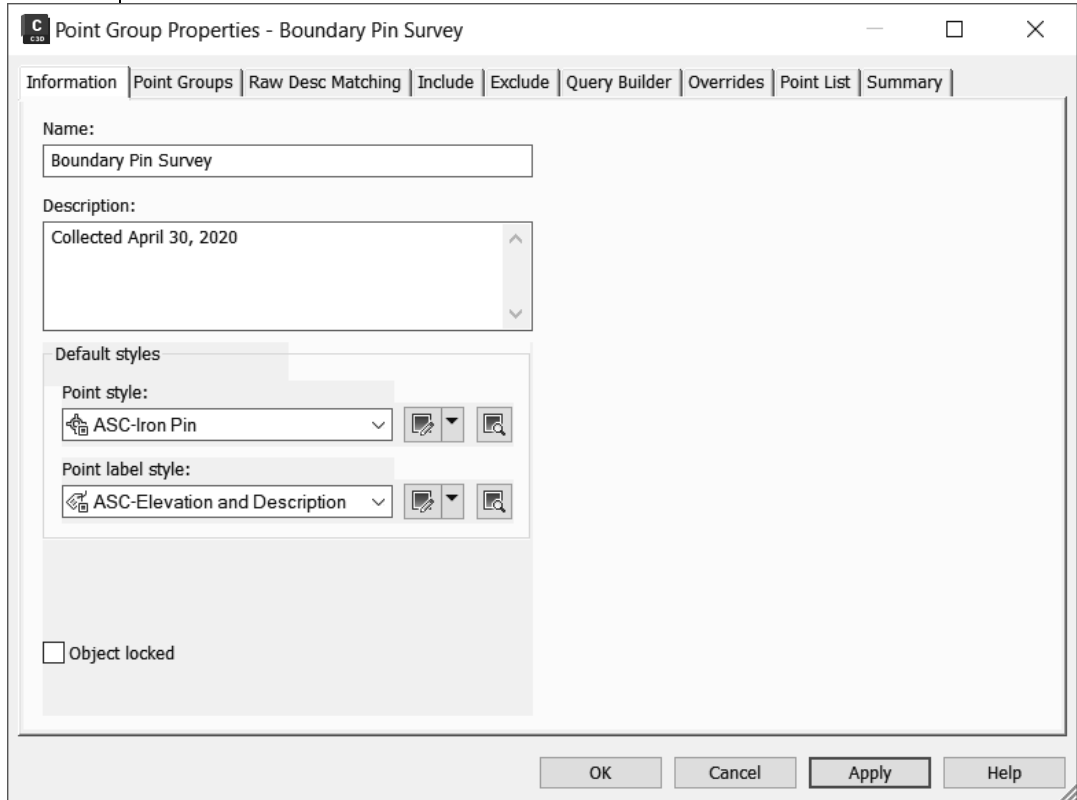 C
C3D
Point Group Properties - Boundary Pin Survey
Information Point Groups Raw Desc Matching Include Exclude Query Builder Overrides Point List Summary
Name:
Boundary Pin Survey
Description:
Collected April 30, 2020
Default styles
Point style:
ASC-Iron Pin
Point label style:
ASC-Elevation and Description
Object locked
OK Cancel Apply Help